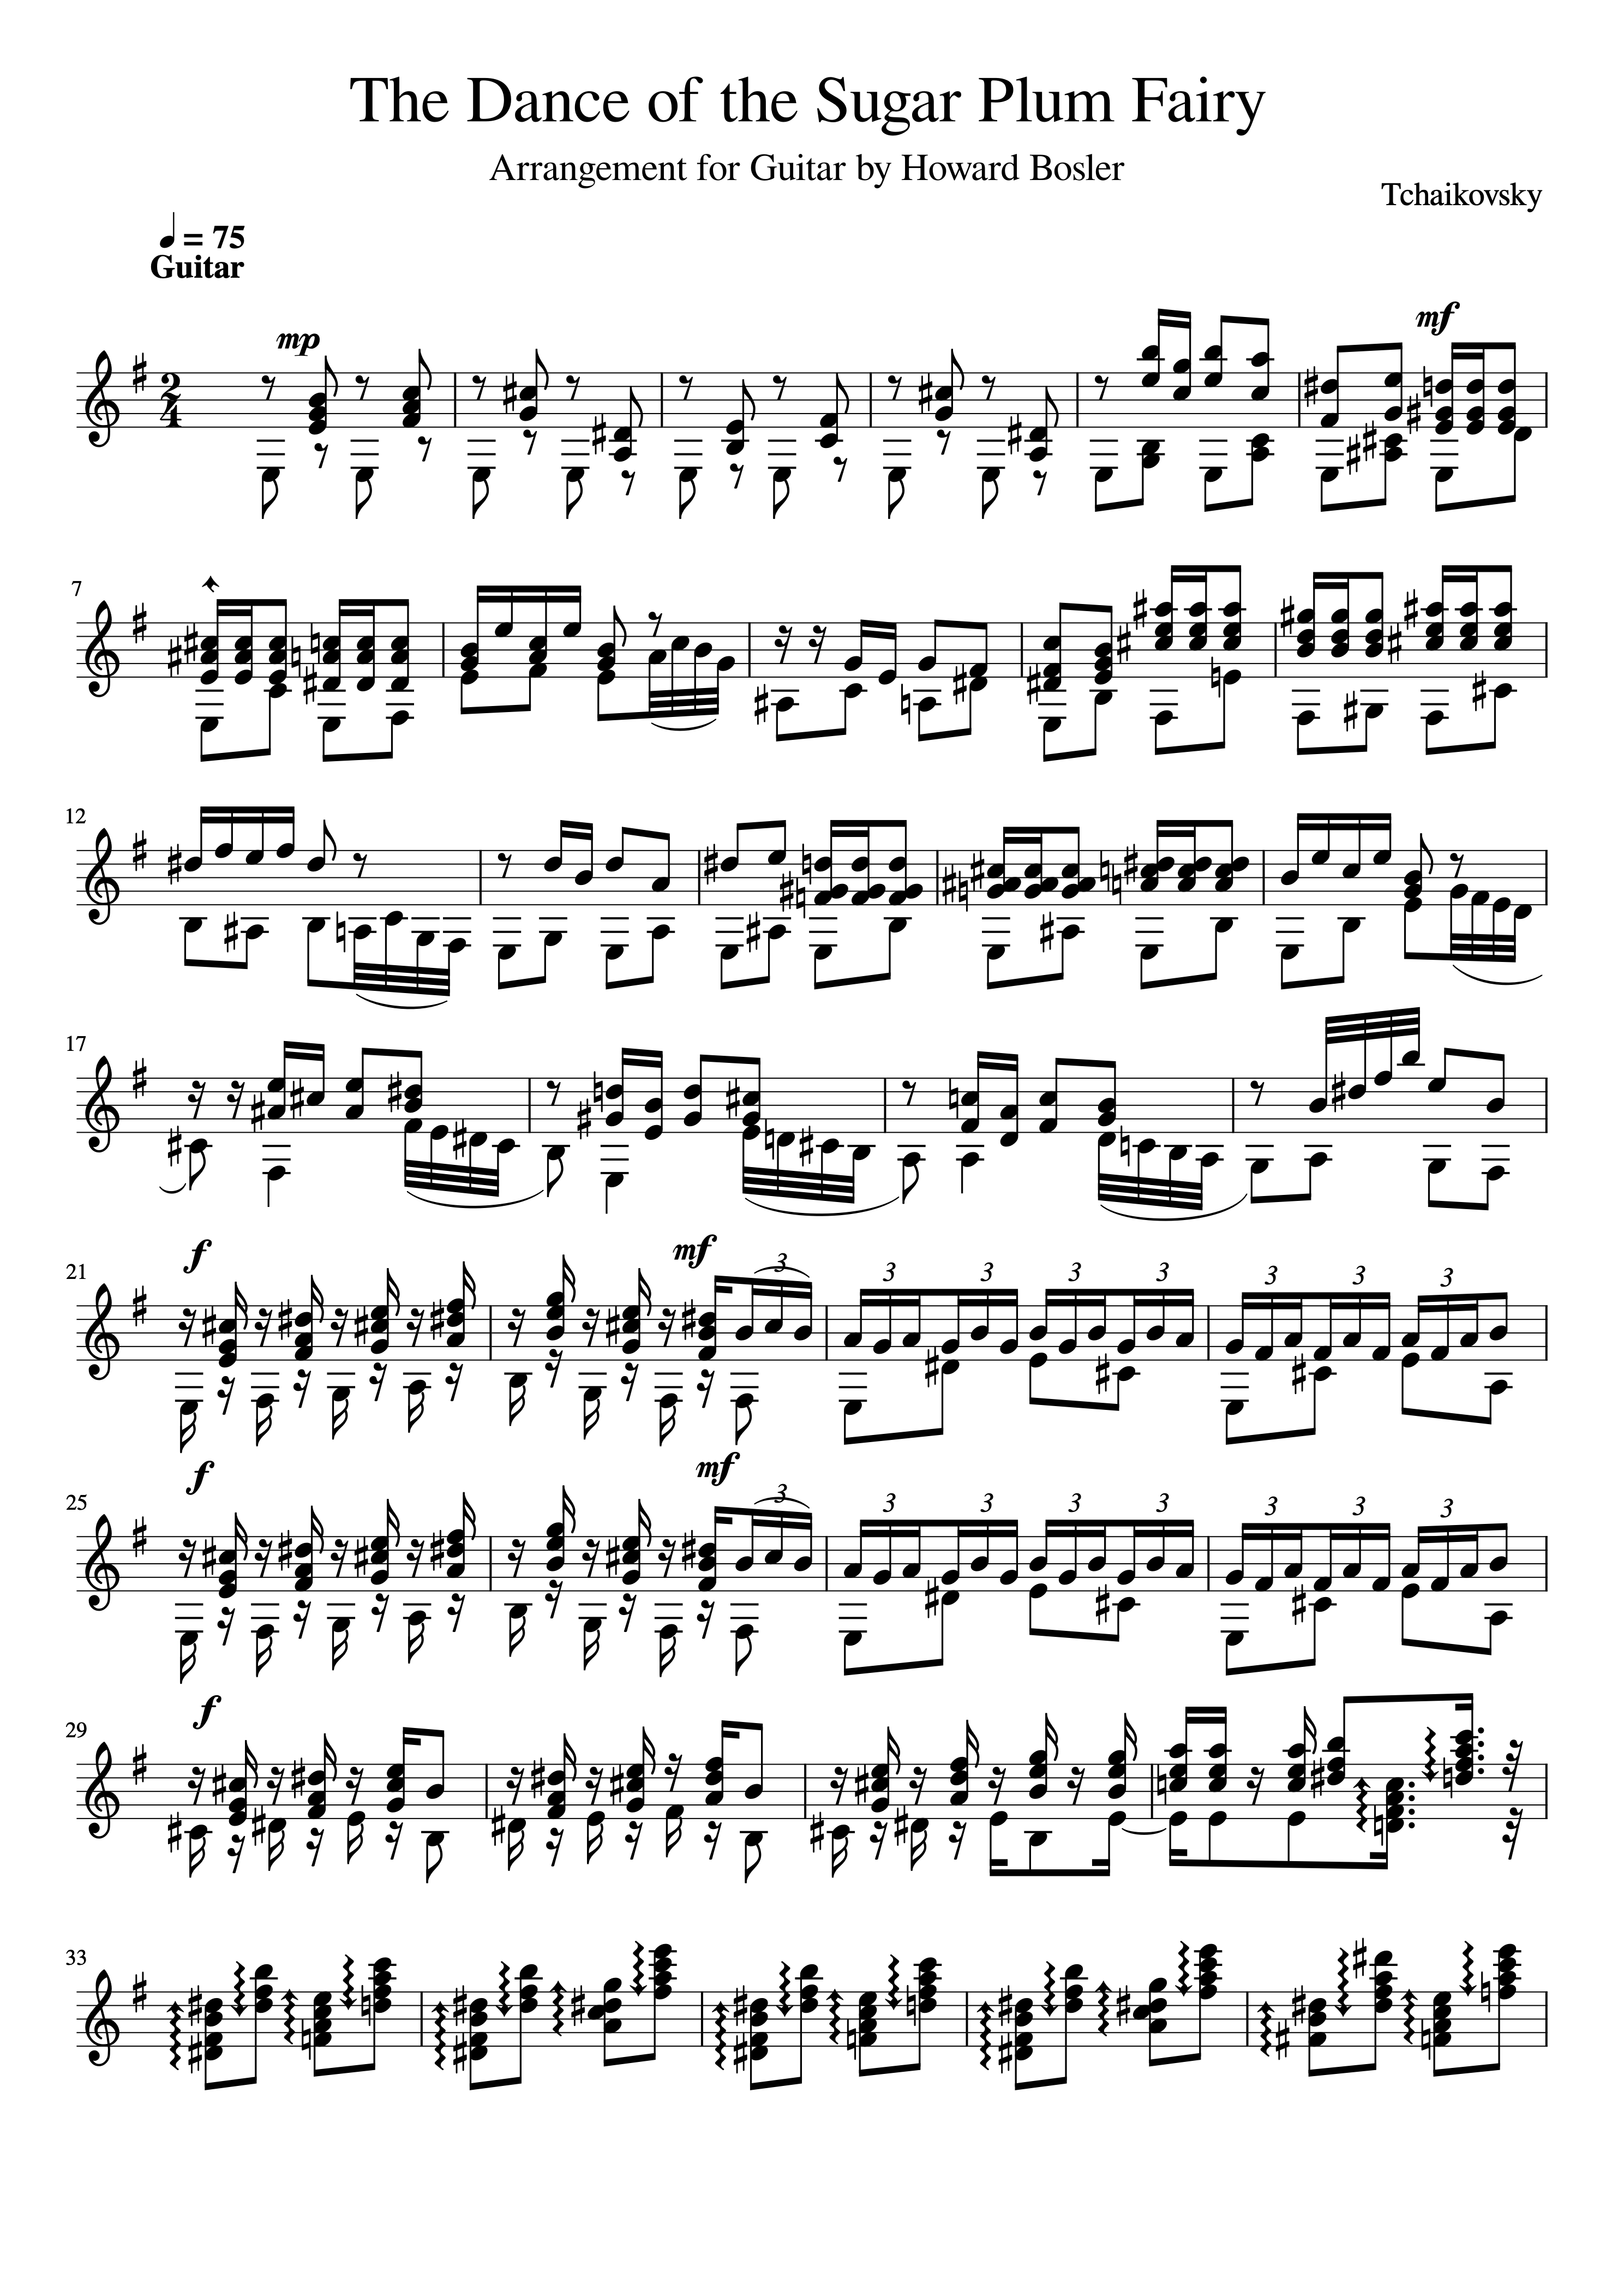 The Dance of the Sugar Plum Fairy
Arrangement for Guitar by Howard Bosler
Tchaikovsky
= 75
Guitar
mp
mf
2
4
7
12
17
f
mf
21
3
3 3 3 3
3 3 3
f
mf
25
3
3 3 3 3
3 3 3
f
29
33